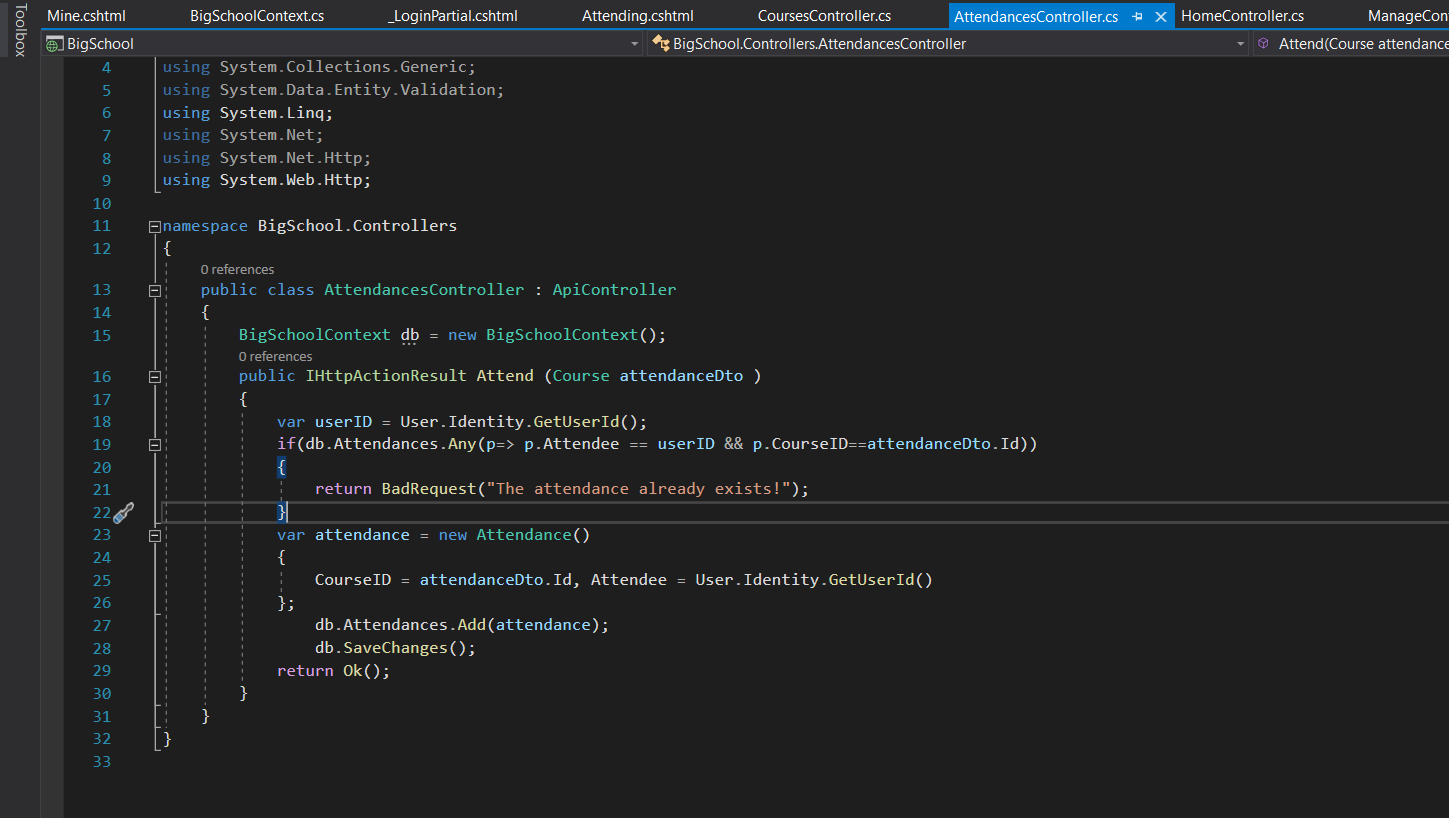 Toolbox
Mine.cshtml BigSchoolContext.cs _LoginPartial.cshtml Attending.cshtml CoursesController.cs AttendancesController.cs HomeController.cs ManageCon
BigSchool BigSchool.Controllers.AttendancesController Attend(Course attendance
4 using System.Collections.Generic;
5 using System.Data.Entity.Validation;
6 using System.Linq;
7 using System.Net;
8 using System.Net.Http;
9 using System.Web.Http;
10
11 namespace BigSchool.Controllers
12 {
0 references
13 public class AttendancesController : ApiController
14 {
15 BigSchoolContext db = new BigSchoolContext();
0 references
16 public IHttpActionResult Attend (Course attendanceDto )
17 {
18 var userID = User.Identity.GetUserId();
19 if(db.Attendances.Any(p=> p.Attendee == userID && p.CourseID==attendanceDto.Id))
20 {
21 return BadRequest("The attendance already exists!");
22 }
23 var attendance = new Attendance()
24 {
25 CourseID = attendanceDto.Id, Attendee = User.Identity.GetUserId()
26 };
27 db.Attendances.Add(attendance);
28 db.SaveChanges();
29 return Ok();
30 }
31 }
32 }
33